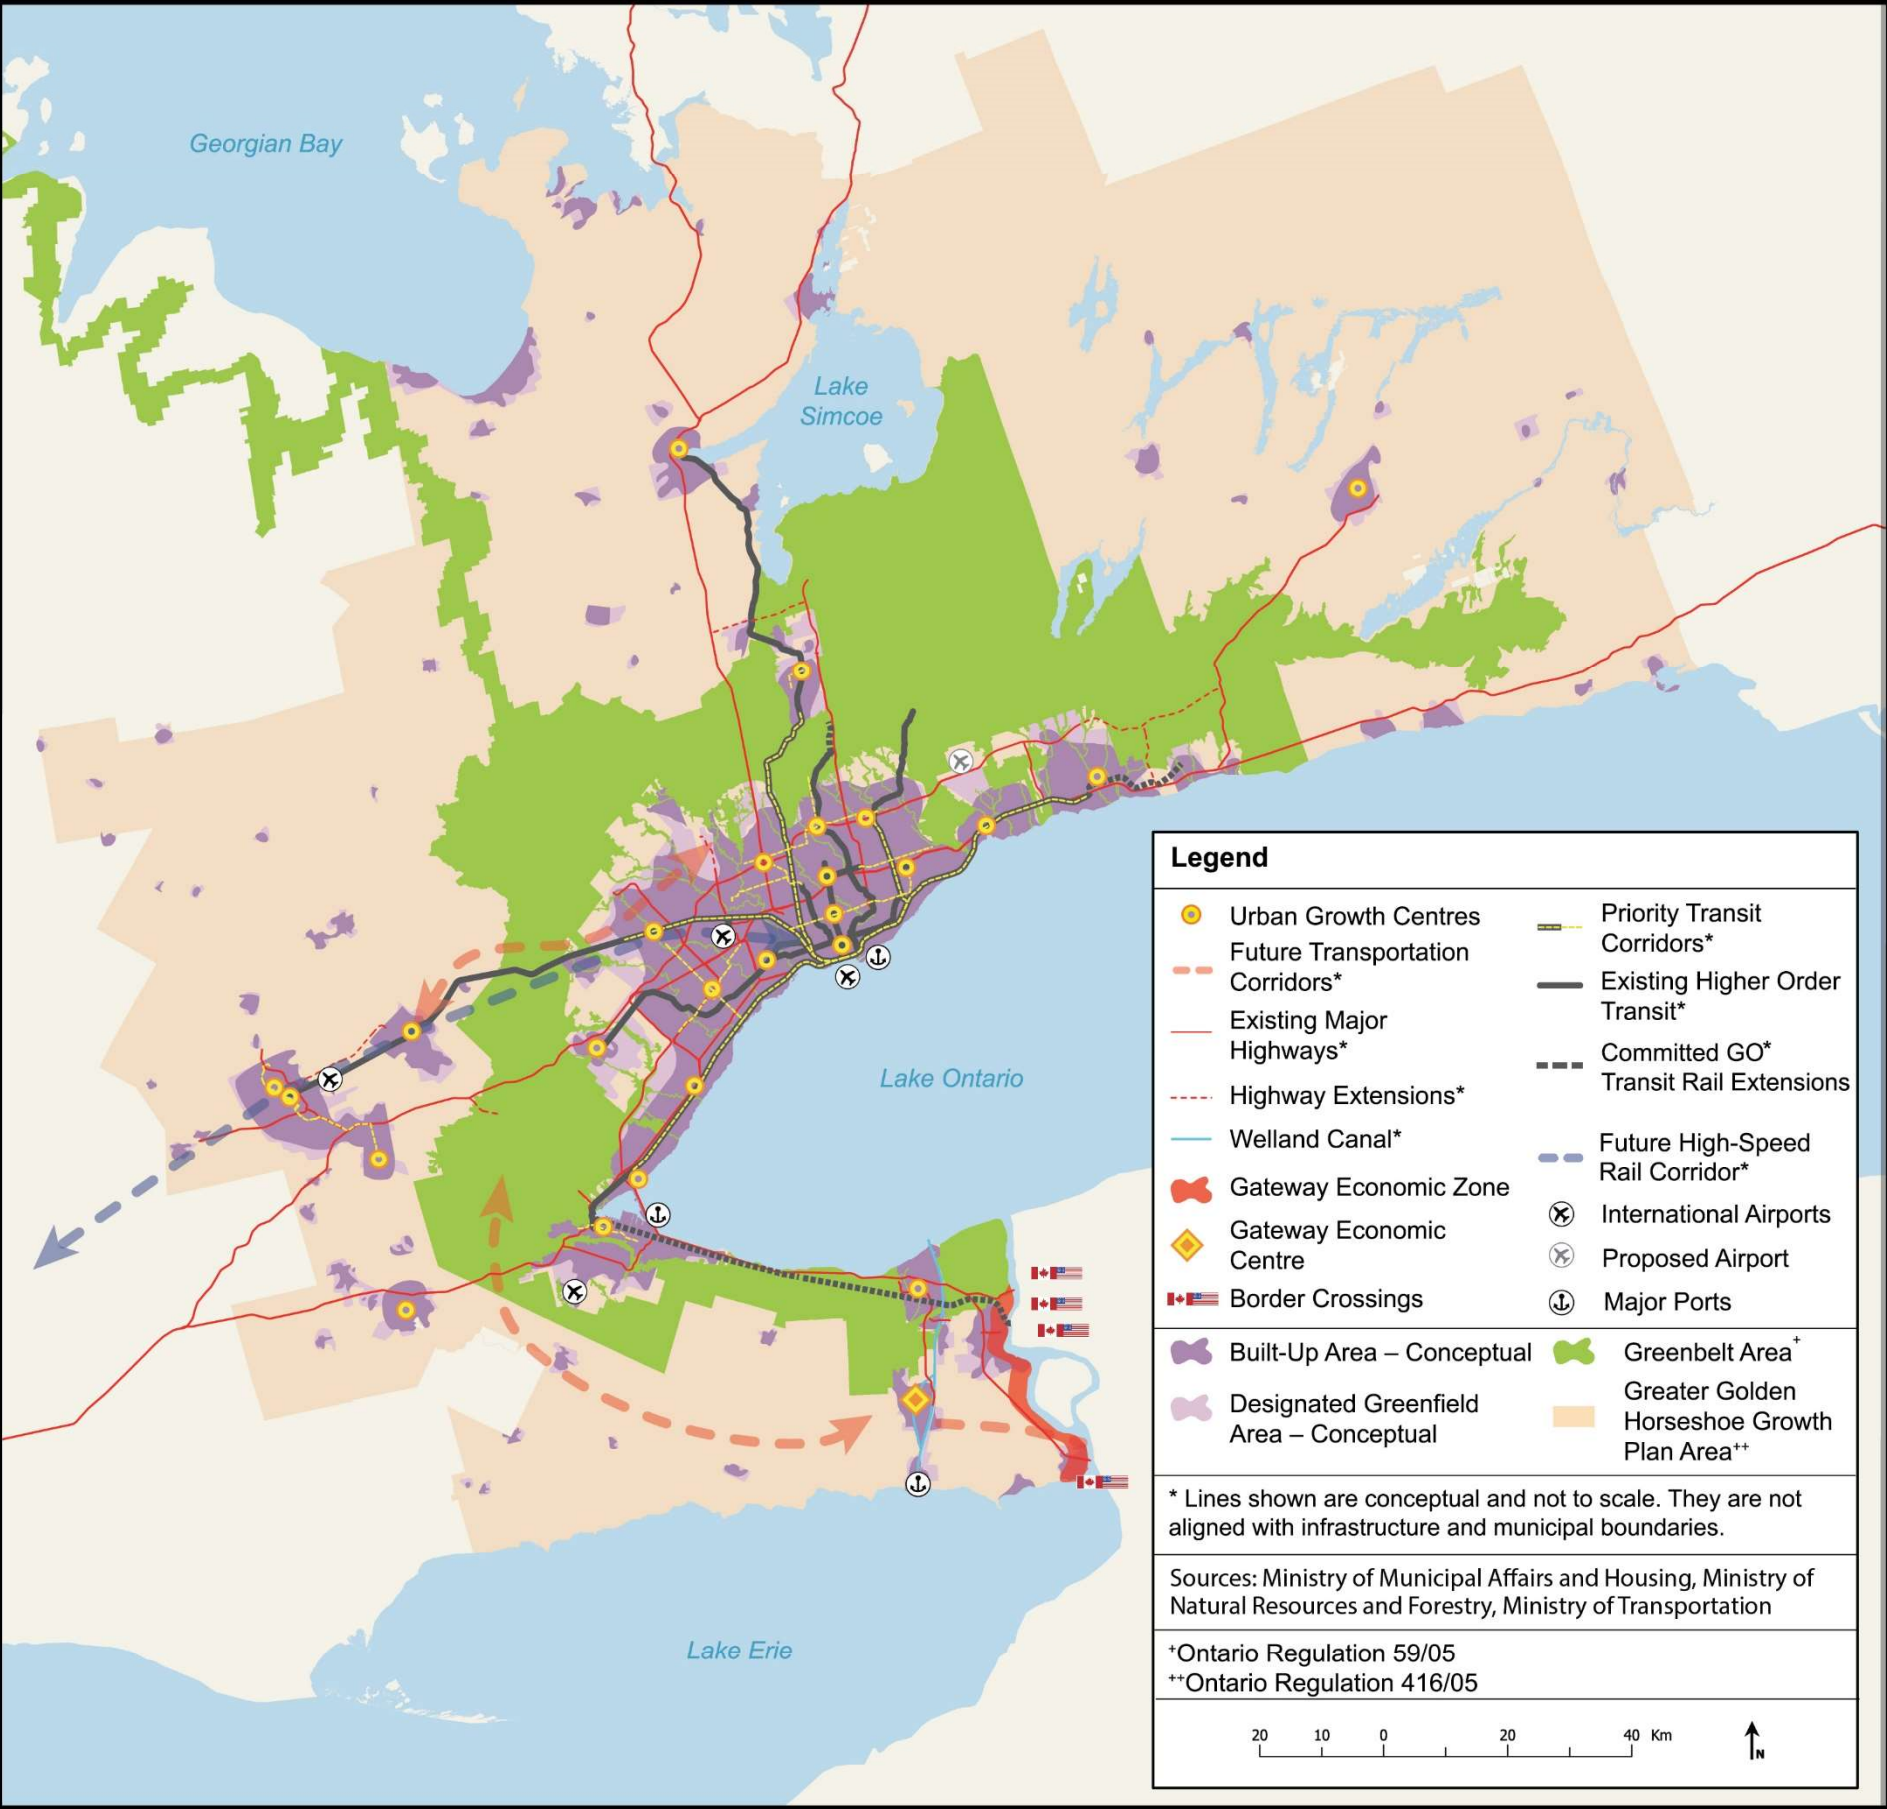 Georgian Bay
Lake
Simcoe
Lake Ontario
Lake Erie
Legend
Urban Growth Centres
Future Transportation
Corridors*
Existing Major
Highways*
Highway Extensions*
Welland Canal*
Gateway Economic Zone
Gateway Economic
Centre
Border Crossings
Priority Transit
Corridors*
Existing Higher Order
Transit*
Committed GO*
Transit Rail Extensions
Future High-Speed
Rail Corridor*
International Airports
Proposed Airport
Major Ports
Built-Up Area – Conceptual
Designated Greenfield
Area – Conceptual
Greenbelt Area+
Greater Golden
Horseshoe Growth
Plan Area++
* Lines shown are conceptual and not to scale. They are not
aligned with infrastructure and municipal boundaries.
Sources: Ministry of Municipal Affairs and Housing, Ministry of
Natural Resources and Forestry, Ministry of Transportation
+Ontario Regulation 59/05
++Ontario Regulation 416/05
20 10 0 20 40 Km
N